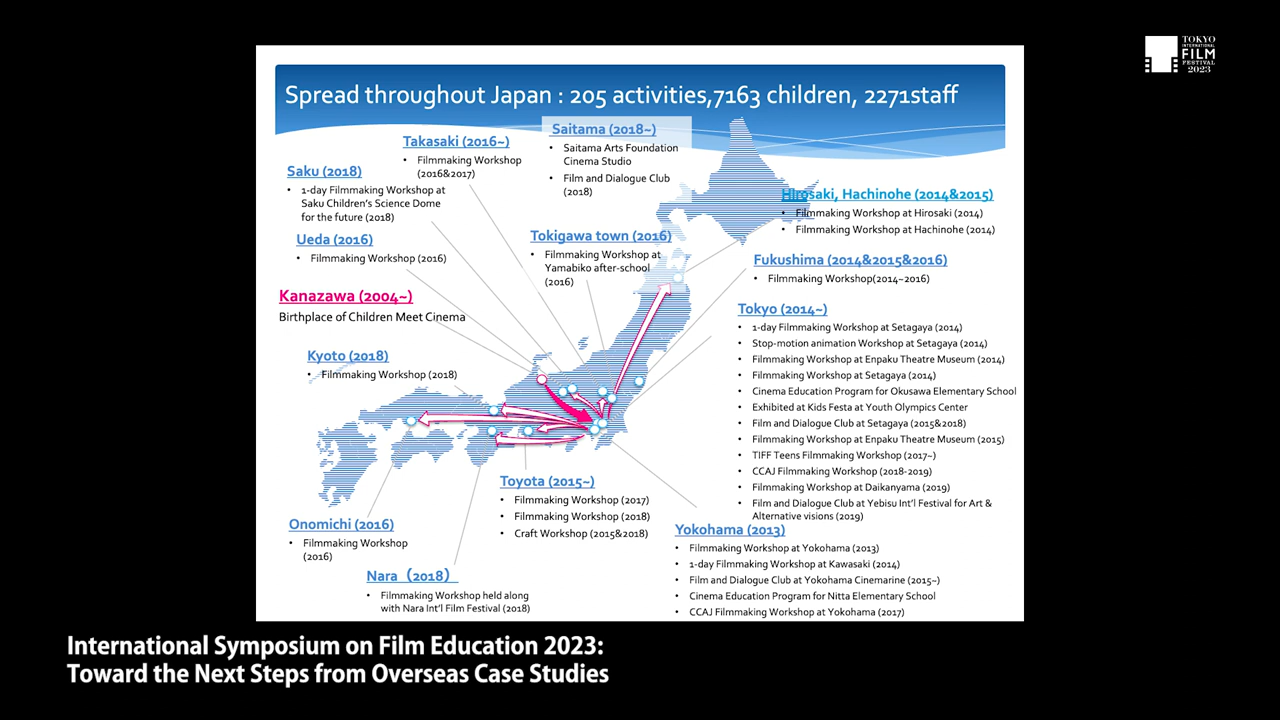 TOKYO
INTERNATIONAL
FILM
FESTIVAL
2023
Spread throughout Japan : 205 activities,7163 children, 2271staff
Saitama (2018~)
• Saitama Arts Foundation
Cinema Studio
• Film and Dialogue Club
(2018)
Takasaki (2016~)
• Filmmaking Workshop
(2016&2017)
Saku (2018)
• 1-day Filmmaking Workshop at
Saku Children's Science Dome
for the future (2018)
Ueda (2016)
• Filmmaking Workshop (2016)
Tokigawa town (2016)
• Filmmaking Workshop at
Yamabiko after-school
(2016)
Hirosaki, Hachinohe (2014&2015)
• Filmmaking Workshop at Hirosaki (2014)
• Filmmaking Workshop at Hachinohe (2014)
Fukushima (2014&2015&2016)
• Filmmaking Workshop(2014~2016)
Kanazawa (2004~)
Birthplace of Children Meet Cinema
Kyoto (2018)
• Filmmaking Workshop (2018)
Tokyo (2014~)
• 1-day Filmmaking Workshop at Setagaya (2014)
• Stop-motion animation Workshop at Setagaya (2014)
• Filmmaking Workshop at Enpaku Theatre Museum (2014)
• Filmmaking Workshop at Setagaya (2014)
• Cinema Education Program for Okusawa Elementary School
• Exhibited at Kids Festa at Youth Olympics Center
• Film and Dialogue Club at Setagaya (2015&2018)
• Filmmaking Workshop at Enpaku Theatre Museum (2015)
• TIFF Teens Filmmaking Workshop (2017~)
• CCAJ Filmmaking Workshop (2018-2019)
• Filmmaking Workshop at Daikanyama (2019)
• Film and Dialogue Club at Yebisu Int'l Festival for Art &
Alternative visions (2019)
Toyota (2015~)
• Filmmaking Workshop (2017)
• Filmmaking Workshop (2018)
• Craft Workshop (2015&2018)
Onomichi (2016)
• Filmmaking Workshop
(2016)
Nara（2018）
• Filmmaking Workshop held along
with Nara Int'l Film Festival (2018)
Yokohama (2013)
• Filmmaking Workshop at Yokohama (2013)
• 1-day Filmmaking Workshop at Kawasaki (2014)
• Film and Dialogue Club at Yokohama Cinemarine (2015~)
• Cinema Education Program for Nitta Elementary School
• CCAJ Filmmaking Workshop at Yokohama (2017)
International Symposium on Film Education 2023:
Toward the Next Steps from Overseas Case Studies